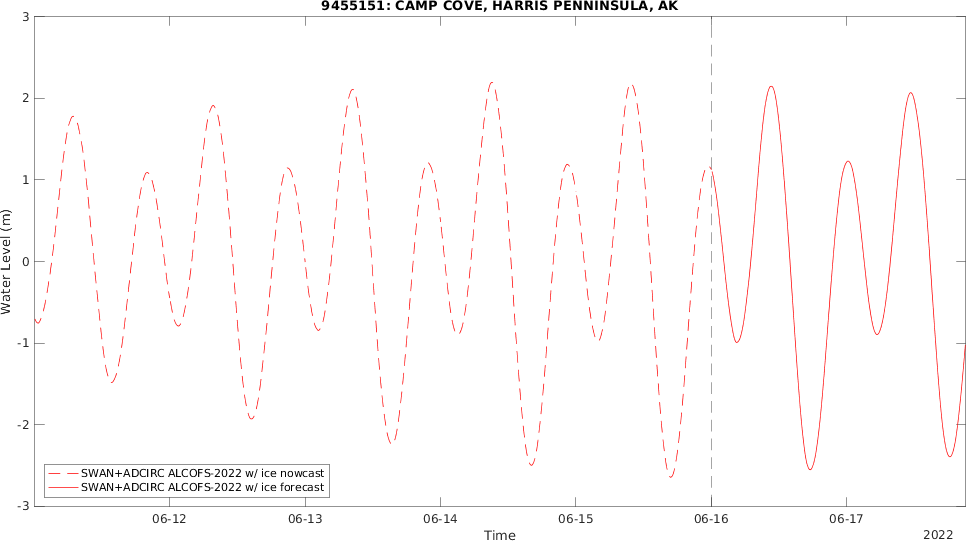 9455151: CAMP COVE, HARRIS PENNINSULA, AK
3
2
1
0
-1
-2
-3
Water Level (m)
SWAN+ADCIRC ALCOFS-2022 w/ ice nowcast
SWAN+ADCIRC ALCOFS-2022 w/ ice forecast
06-12 06-13 06-14 06-15 06-16 06-17
Time
2022